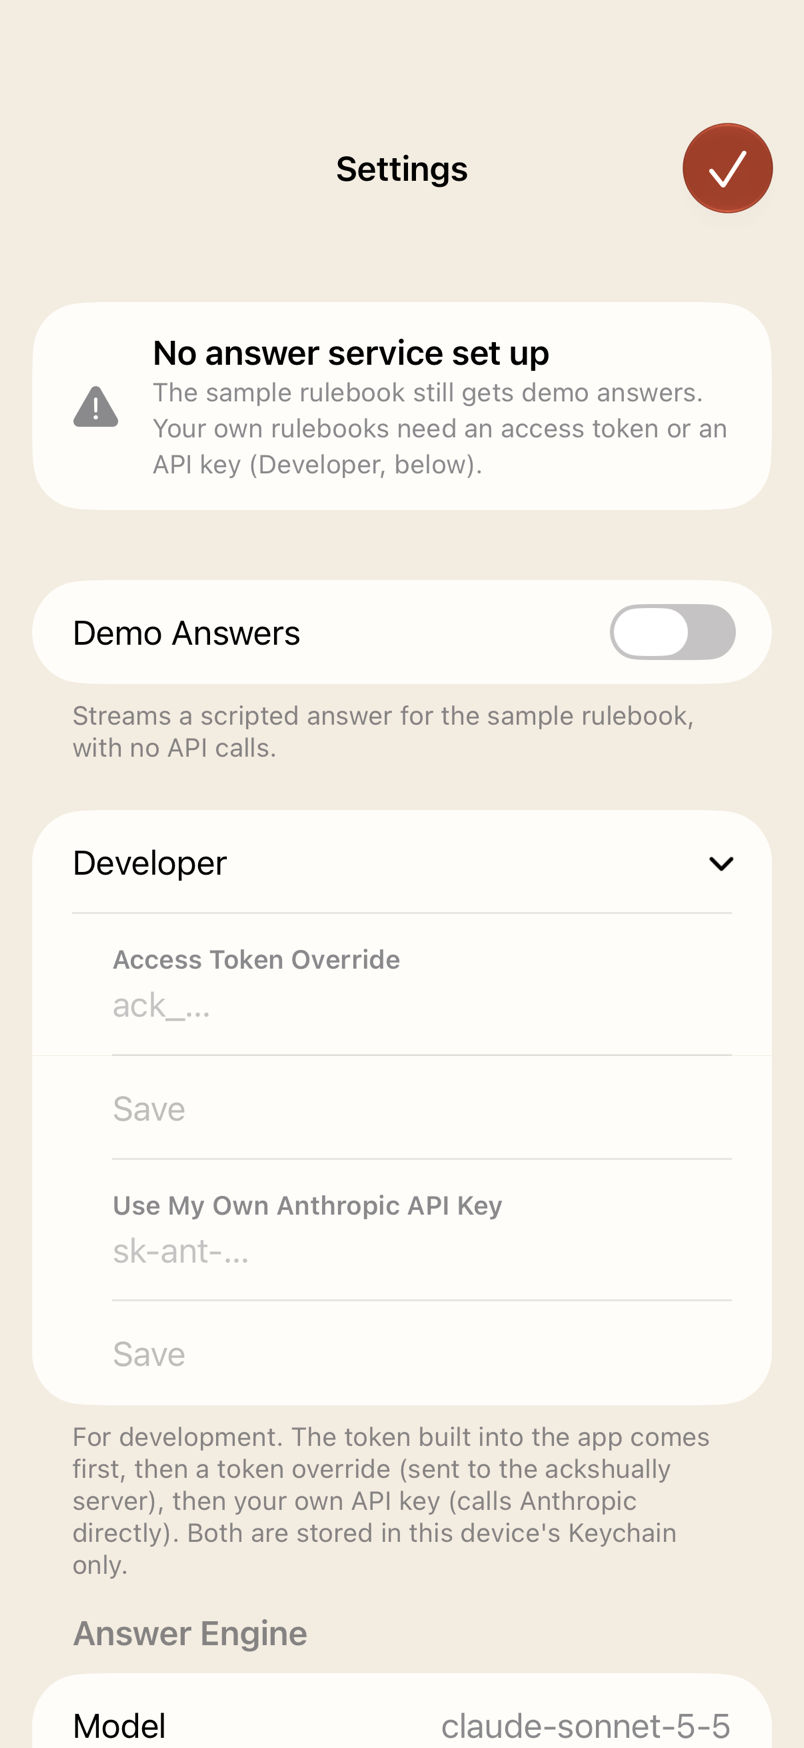 Settings
No answer service set up
The sample rulebook still gets demo answers.
Your own rulebooks need an access token or an
API key (Developer, below).
Demo Answers
Streams a scripted answer for the sample rulebook,
with no API calls.
Developer
Access Token Override
ack_...
Save
Use My Own Anthropic API Key
sk-ant-...
Save
For development. The token built into the app comes
first, then a token override (sent to the ackshually
server), then your own API key (calls Anthropic
directly). Both are stored in this device's Keychain
only.
Answer Engine
Model claude-sonnet-5-5